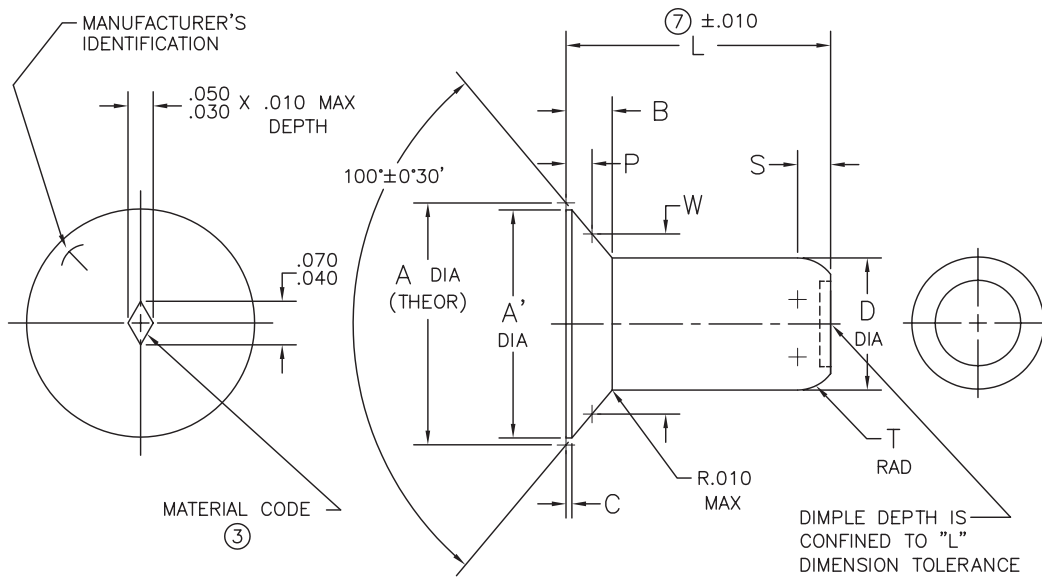 MANUFACTURER'S
IDENTIFICATION
.050
.030 X .010 MAX
DEPTH
.070
.040
MATERIAL CODE
3
7 ±.010
L
B
P
S
W
100°±0°30'
A DIA
(THEOR)
A'
DIA
D
DIA
T
RAD
R.010
MAX
C
DIMPLE DEPTH IS
CONFINED TO "L"
DIMENSION TOLERANCE